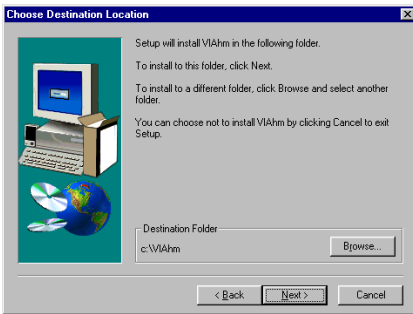 Choose Destination Location
Setup will install VIAhm in the following folder.
To install to this folder, click Next.
To install to a different folder, click Browse and select another
folder.
You can choose not to install VIAhm by clicking Cancel to exit
Setup.
Destination Folder
c:\VIAhm
Browse...
< Back
Next >
Cancel